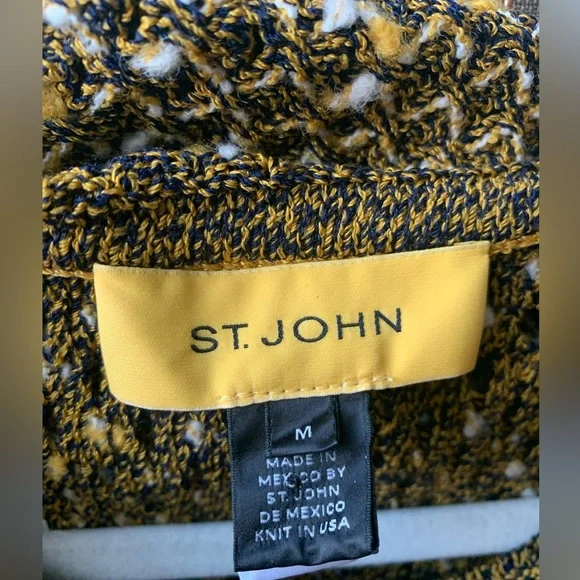 ST. JOHN
M
MADE IN
MEXICO BY
ST. JOHN
DE MEXICO
KNIT IN USA